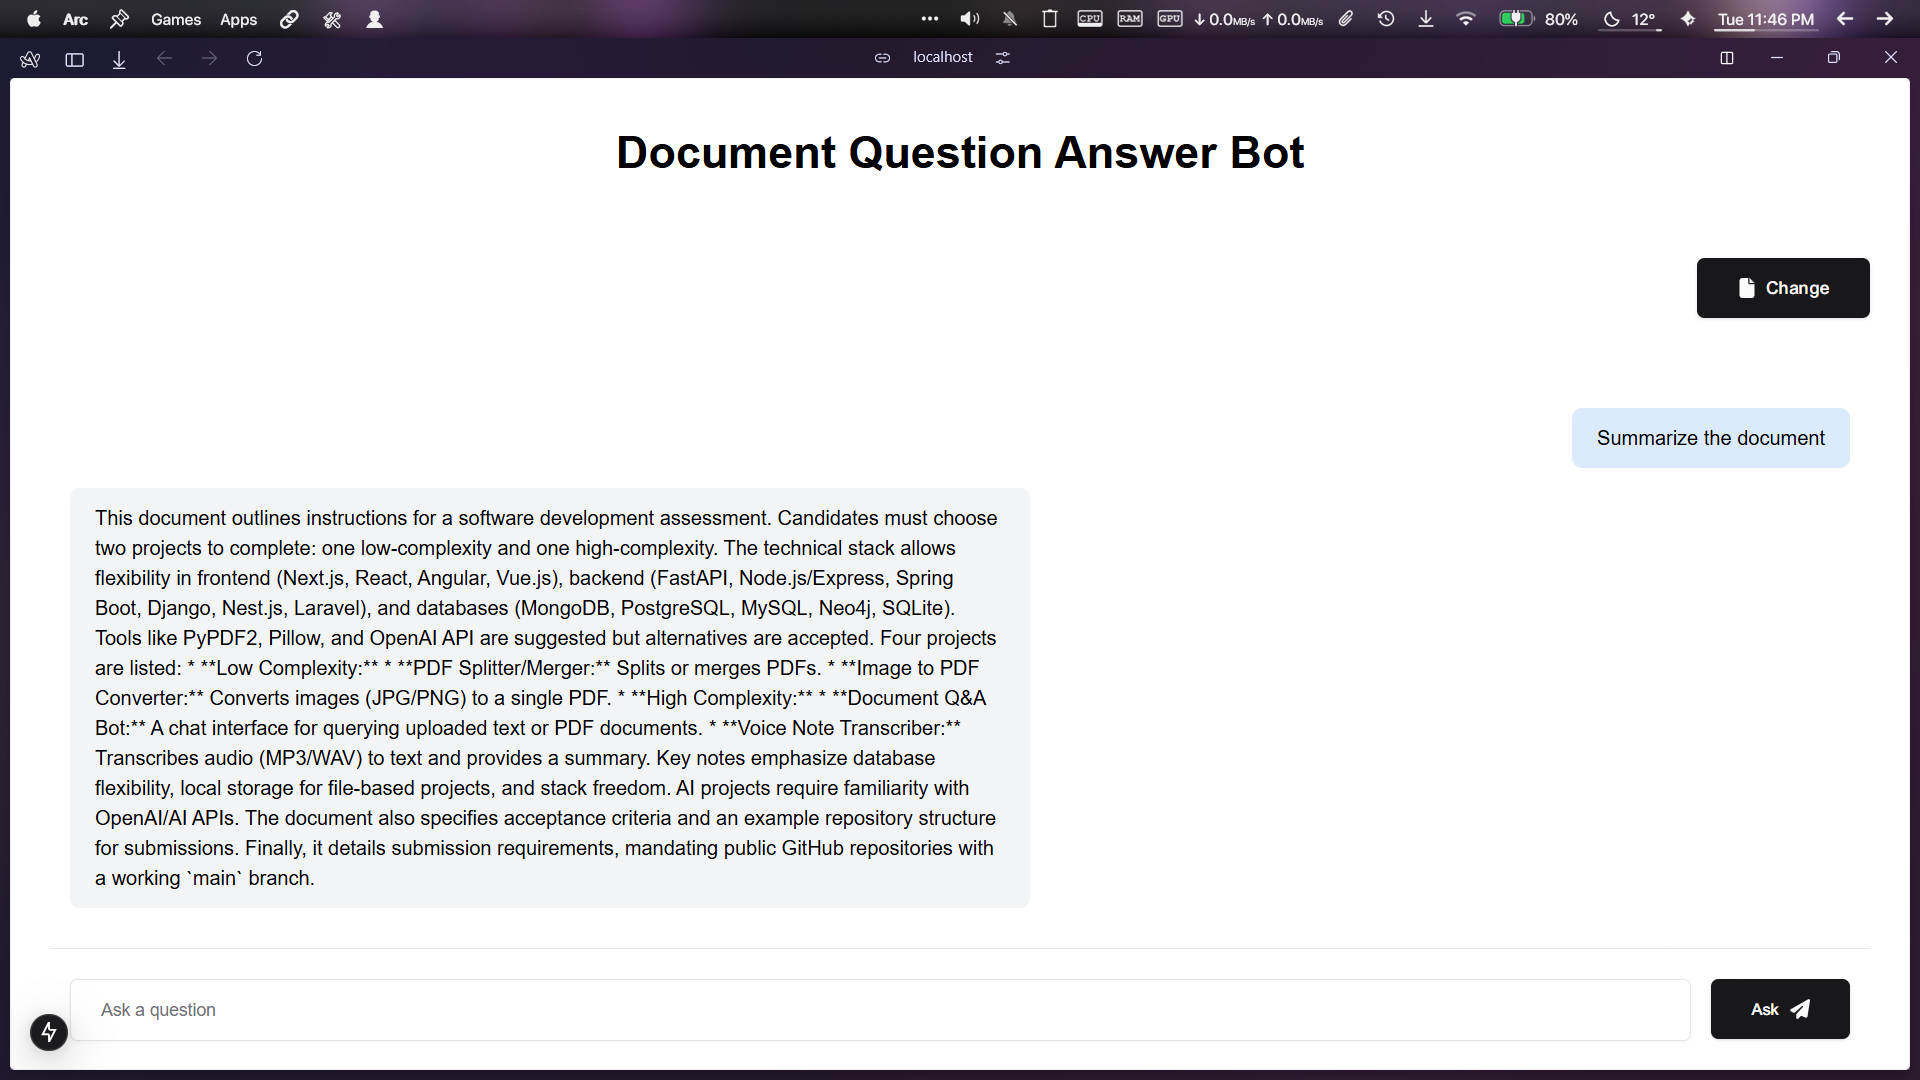 Arc Games Apps ••• CPU RAM GPU ↓ 0.0MB/s ↑ 0.0MB/s 80% 12° Tue 11:46 PM
localhost
Document Question Answer Bot
Change
Summarize the document
This document outlines instructions for a software development assessment. Candidates must choose
two projects to complete: one low-complexity and one high-complexity. The technical stack allows
flexibility in frontend (Next.js, React, Angular, Vue.js), backend (FastAPI, Node.js/Express, Spring
Boot, Django, Nest.js, Laravel), and databases (MongoDB, PostgreSQL, MySQL, Neo4j, SQLite).
Tools like PyPDF2, Pillow, and OpenAI API are suggested but alternatives are accepted. Four projects
are listed: * **Low Complexity:** * **PDF Splitter/Merger:** Splits or merges PDFs. * **Image to PDF
Converter:** Converts images (JPG/PNG) to a single PDF. * **High Complexity:** * **Document Q&A
Bot:** A chat interface for querying uploaded text or PDF documents. * **Voice Note Transcriber:**
Transcribes audio (MP3/WAV) to text and provides a summary. Key notes emphasize database
flexibility, local storage for file-based projects, and stack freedom. AI projects require familiarity with
OpenAI/AI APIs. The document also specifies acceptance criteria and an example repository structure
for submissions. Finally, it details submission requirements, mandating public GitHub repositories with
a working `main` branch.
Ask a question
Ask